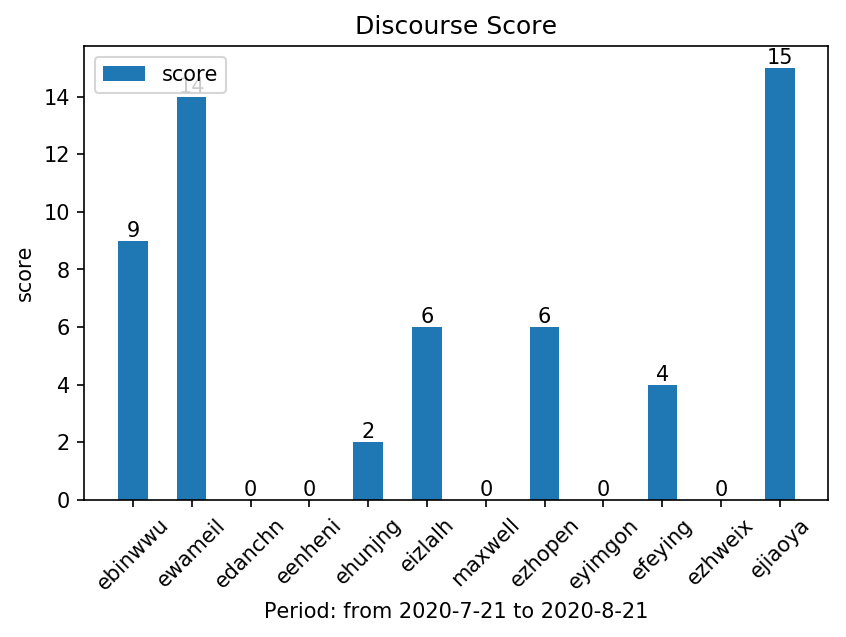 Discourse Score
score
14
15
14
12
10
9
8
6
6
6
4
4
2
2
0
0
0
0
0
0
score
ebinwwu
ewameil
edanchn
eenheni
ehunjng
eizlalh
maxwell
ezhopen
eyimgon
efeying
ezhweix
ejiaoya
Period: from 2020-7-21 to 2020-8-21